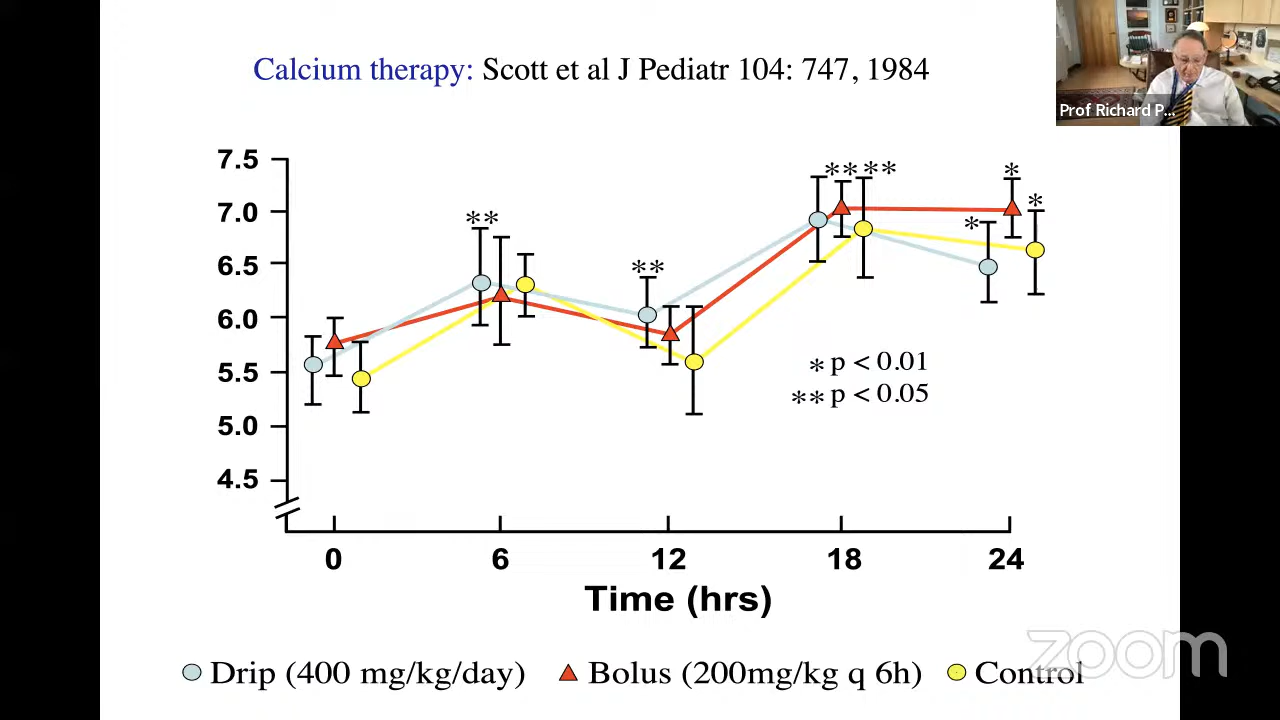 Calcium therapy: Scott et al J Pediatr 104: 747, 1984
Prof Richard P...
7.5
7.0
6.5
6.0
5.5
5.0
4.5
**
**
** **
*
*
*
* p < 0.01
** p < 0.05
0 6 12 18 24
Time (hrs)
Drip (400 mg/kg/day) Bolus (200mg/kg q 6h) Control
zoom